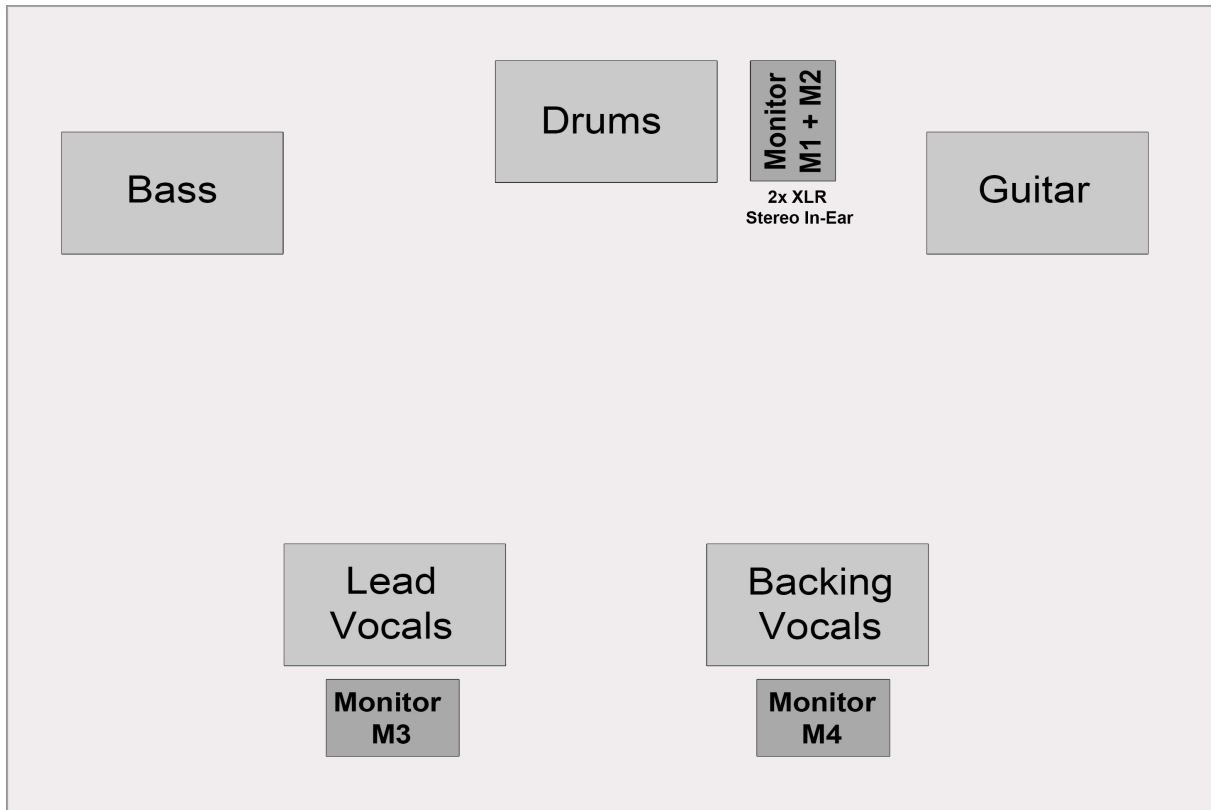 Drums
Monitor
M1 + M2
2x XLR
Stereo In-Ear
Bass
Guitar
Lead
Vocals
Monitor
M3
Backing
Vocals
Monitor
M4